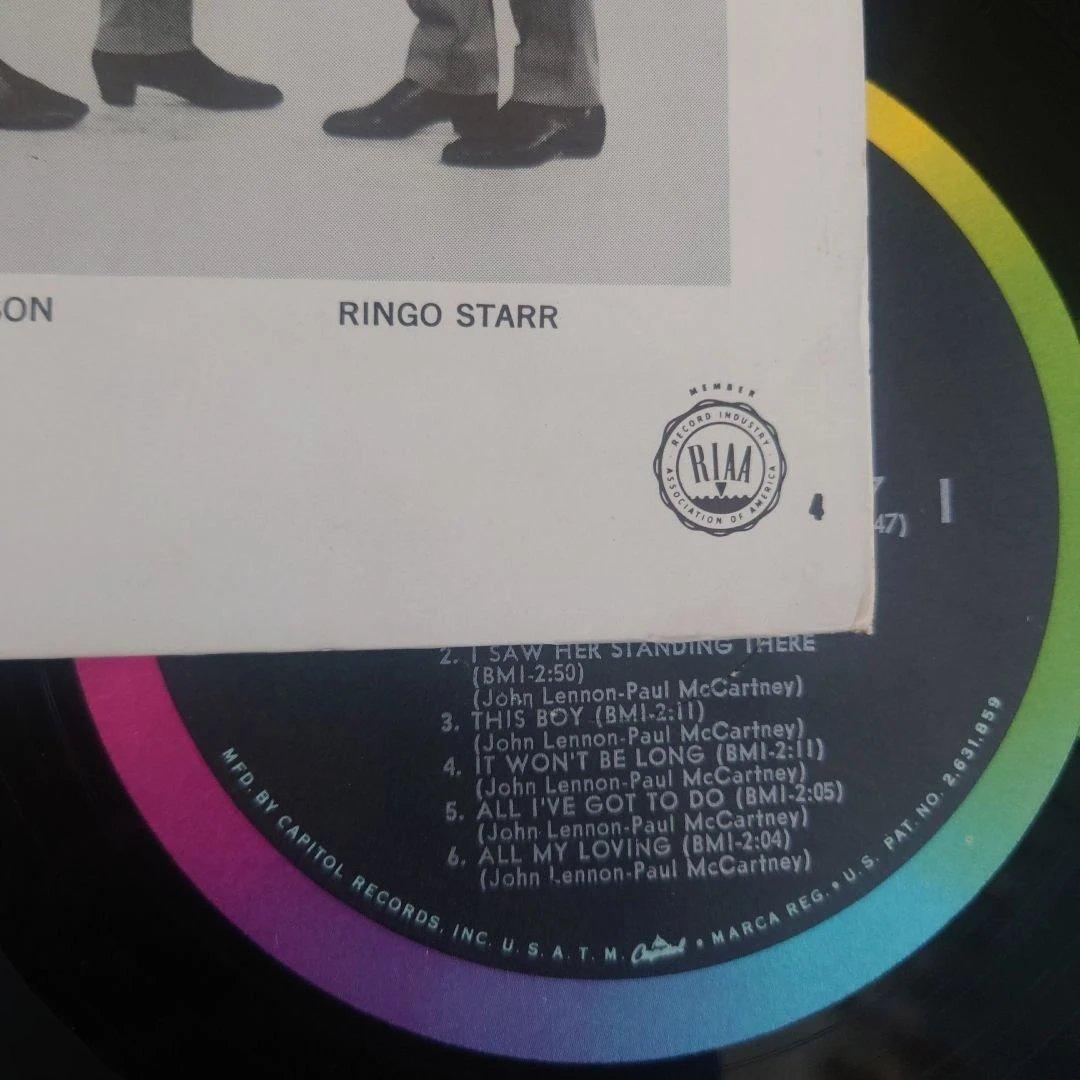 SON
RINGO STARR
MEMBER
RECORD INDUSTRY
RIAA
ASSOCIATION OF AMERICA
4
7
47)
1
2. I SAW HER STANDING THERE
(BMI-2:50)
(John Lennon-Paul McCartney)
3. THIS BOY (BMI-2:11)
(John Lennon-Paul McCartney)
4. IT WON'T BE LONG (BMI-2:11)
(John Lennon-Paul McCartney)
5. ALL I'VE GOT TO DO (BMI-2:05)
(John Lennon-Paul McCartney)
6. ALL MY LOVING (BMI-2:04)
(John Lennon-Paul McCartney)
MFD. BY CAPITOL RECORDS, INC. U. S. A. T. M. Capitol • MARCA REG. • U. S. PAT. NO. 2,631,859